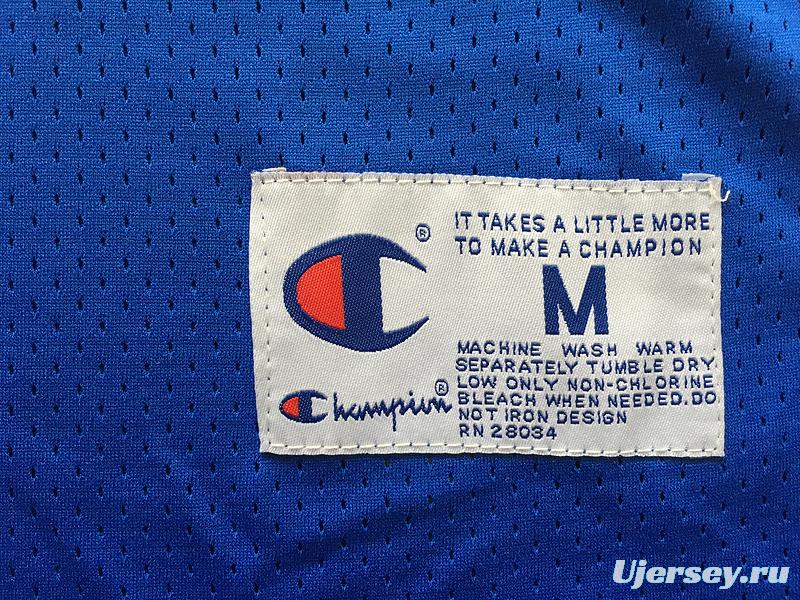 IT TAKES A LITTLE MORE
TO MAKE A CHAMPION
M
MACHINE WASH WARM
SEPARATELY TUMBLE DRY
LOW ONLY NON-CHLORINE
BLEACH WHEN NEEDED.DO
NOT IRON DESIGN
RN 28034
®
Champion®
Ujersey.ru